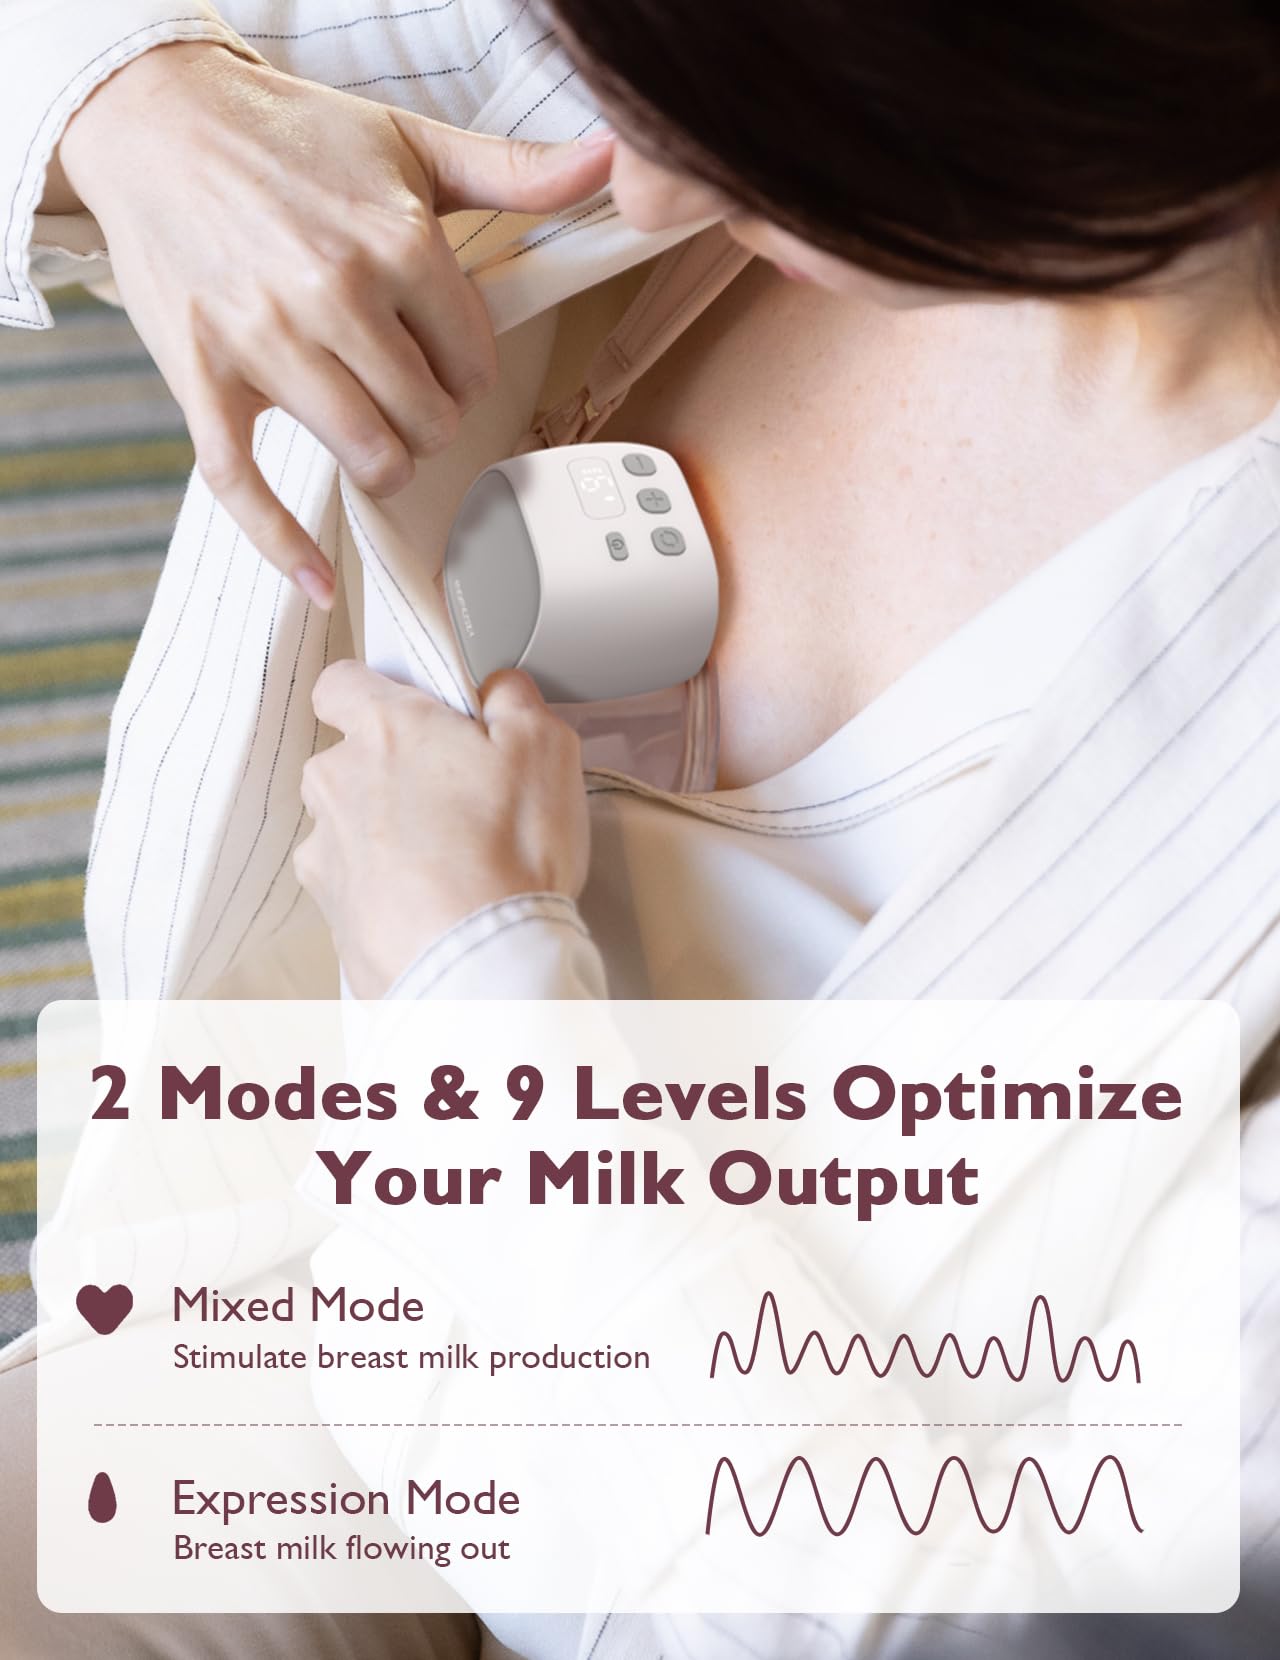 2 Modes & 9 Levels Optimize
Your Milk Output
Mixed Mode
Stimulate breast milk production
Expression Mode
Breast milk flowing out